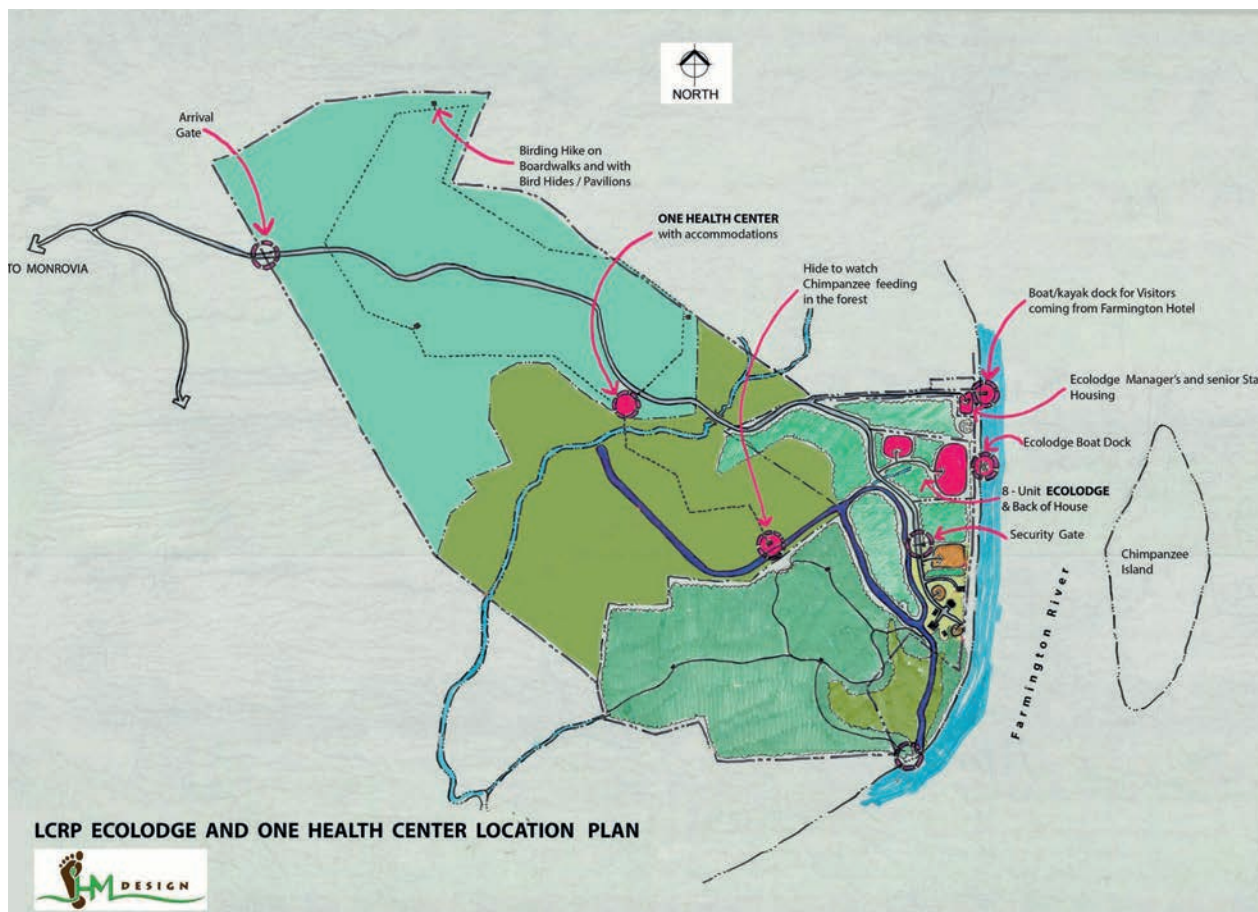 NORTH
Arrival
Gate
Birding Hike on
Boardwalks and with
Bird Hides / Pavilions
ONE HEALTH CENTER
with accommodations
TO MONROVIA
Hide to watch
Chimpanzee feeding
in the forest
Boat/kayak dock for Visitors
coming from Farmington Hotel
Ecolodge Manager's and senior Sta
Housing
Ecolodge Boat Dock
8 - Unit ECOLODGE
& Back of House
Security Gate
Chimpanzee
Island
Farmington River
LCRP ECOLODGE AND ONE HEALTH CENTER LOCATION PLAN
HM DESIGN